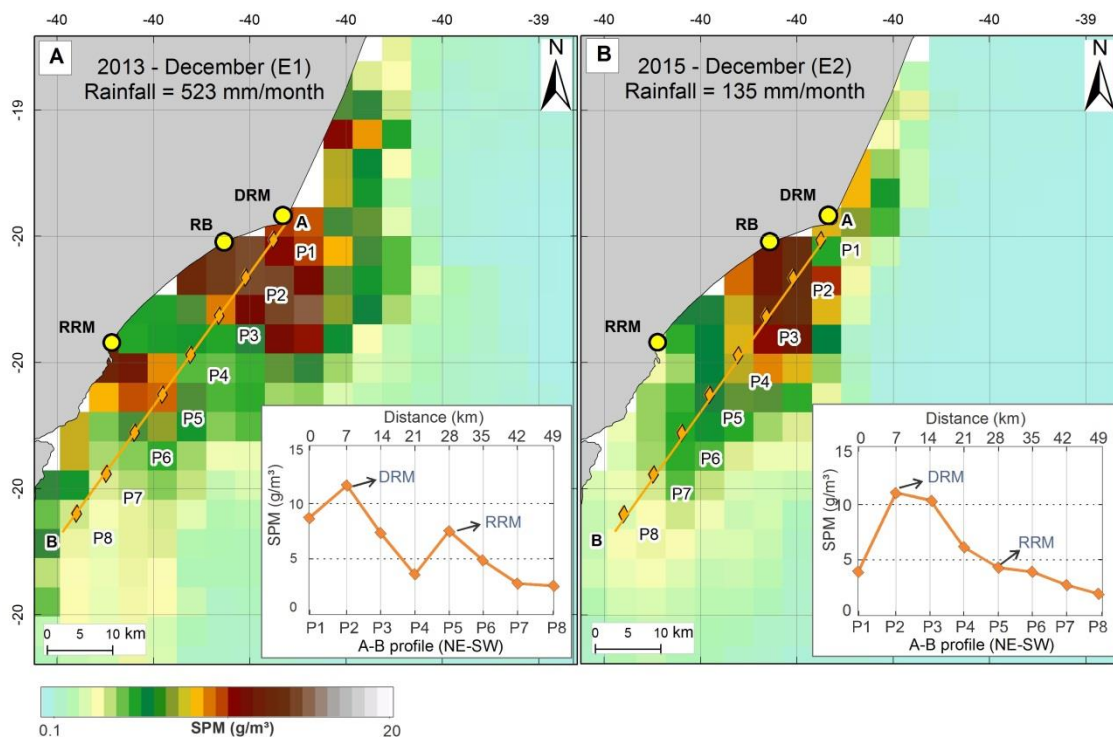 -40 -40 -40 -40 -39
A
2013 - December (E1)
Rainfall = 523 mm/month
N
-19
-20
-20
-20
-20
DRM
RB
RRM
A
P1
P2
P3
P4
P5
P6
P7
P8
B
0 5 10 km
Distance (km)
0 7 14 21 28 35 42 49
SPM (g/m³)
15
10
5
0
DRM
RRM
P1 P2 P3 P4 P5 P6 P7 P8
A-B profile (NE-SW)
-40 -40 -40 -40 -39
B
2015 - December (E2)
Rainfall = 135 mm/month
N
DRM
RB
RRM
A
P1
P2
P3
P4
P5
P6
P7
P8
B
0 5 10 km
Distance (km)
0 7 14 21 28 35 42 49
SPM (g/m³)
15
10
5
0
DRM
RRM
P1 P2 P3 P4 P5 P6 P7 P8
A-B profile (NE-SW)
0.1 SPM (g/m³) 20